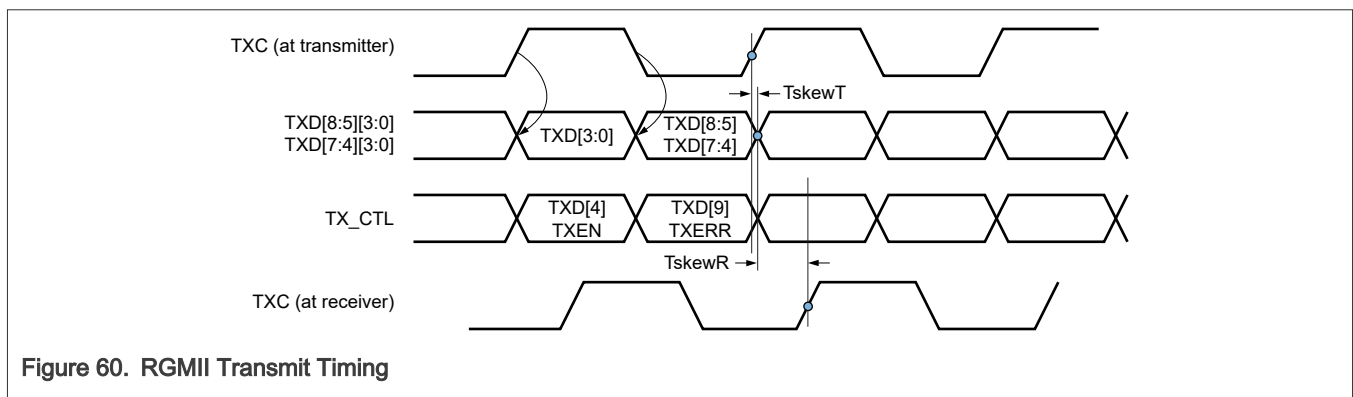 TXC (at transmitter)
TskewT
TXD[8:5][3:0]
TXD[7:4][3:0]
TXD[3:0]
TXD[8:5]
TXD[7:4]
TX_CTL
TXD[4]
TXEN
TXD[9]
TXERR
TskewR
TXC (at receiver)
Figure 60. RGMII Transmit Timing